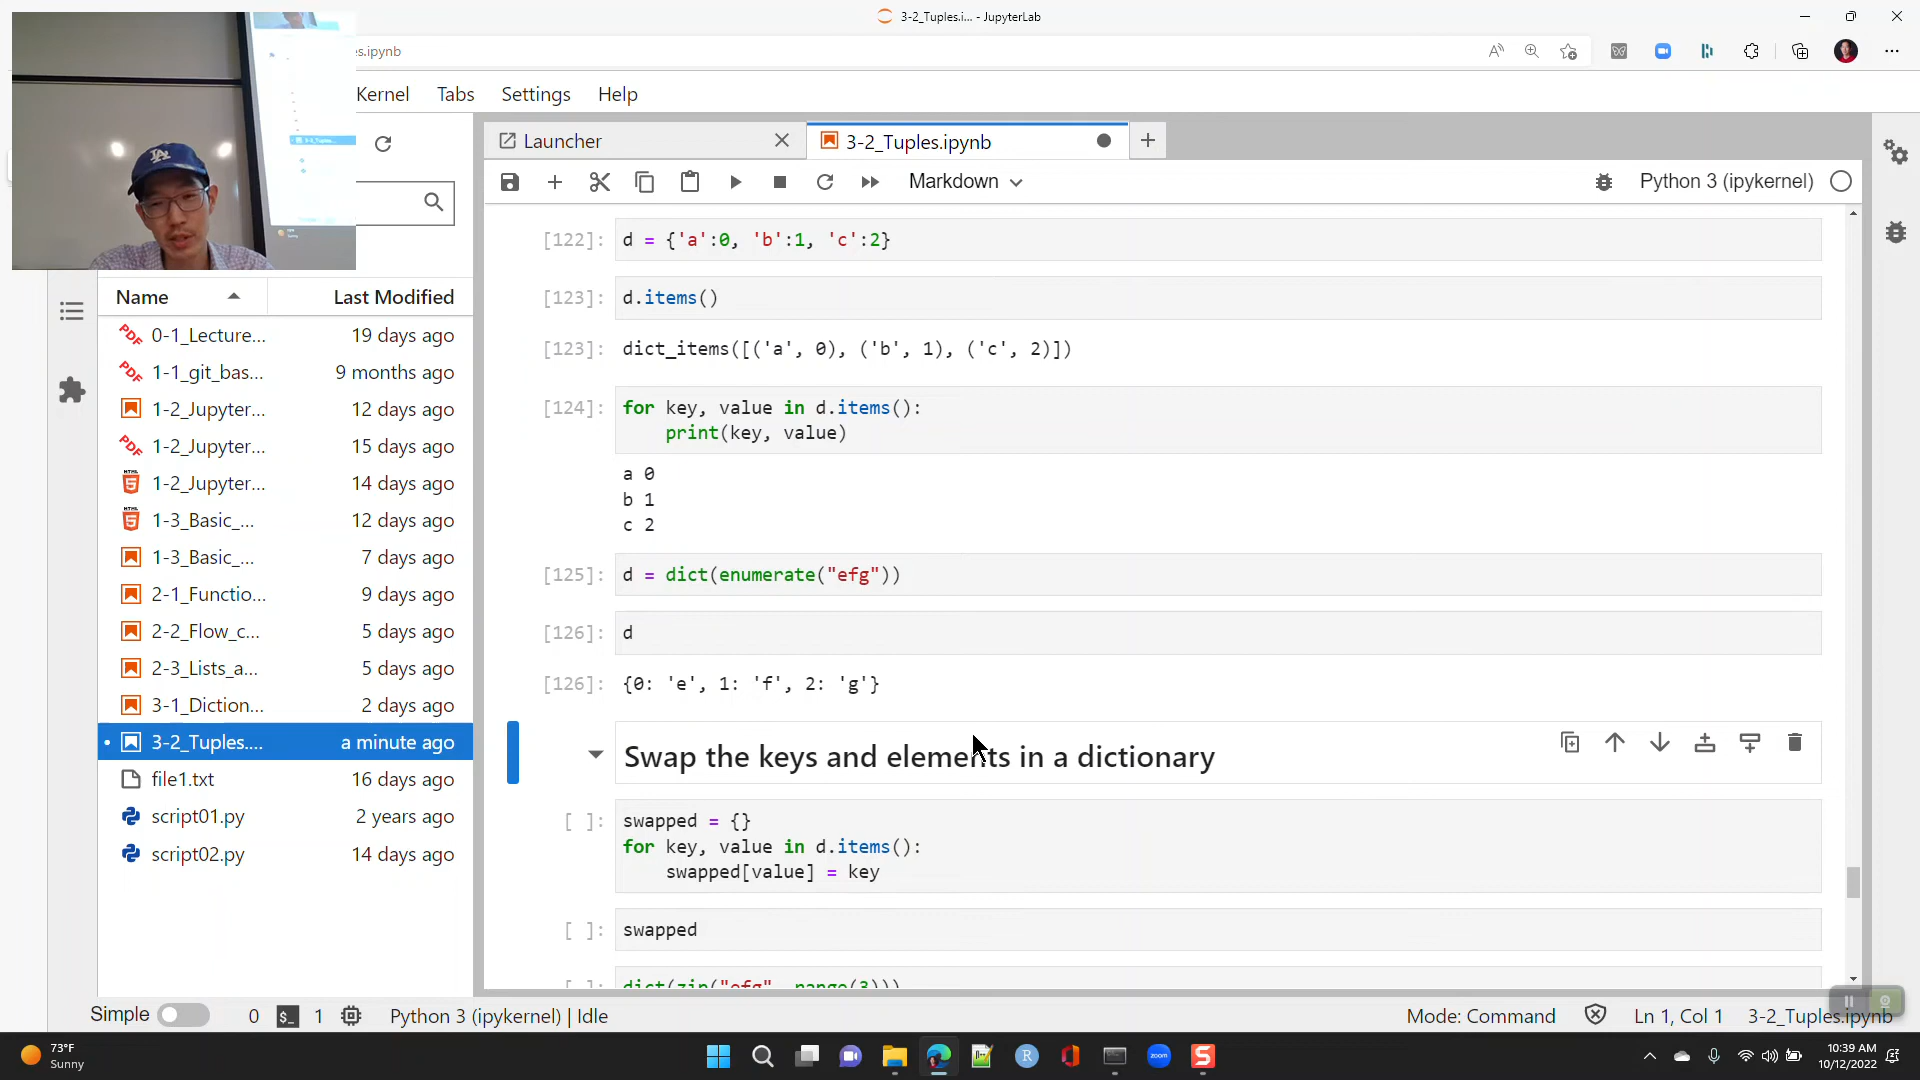 3-2_Tuples.i... - JupyterLab
es.ipynb
Kernel Tabs Settings Help
Launcher
3-2_Tuples.ipynb
Markdown
Python 3 (ipykernel)
Name
Last Modified
0-1_Lecture... 19 days ago
1-1_git_bas... 9 months ago
1-2_Jupyter... 12 days ago
1-2_Jupyter... 15 days ago
1-2_Jupyter... 14 days ago
1-3_Basic_... 12 days ago
1-3_Basic_... 7 days ago
2-1_Functio... 9 days ago
2-2_Flow_c... 5 days ago
2-3_Lists_a... 5 days ago
3-1_Diction... 2 days ago
3-2_Tuples.... a minute ago
file1.txt 16 days ago
script01.py 2 years ago
script02.py 14 days ago
[122]: d = {'a':0, 'b':1, 'c':2}
[123]: d.items()
[123]: dict_items([('a', 0), ('b', 1), ('c', 2)])
[124]: for key, value in d.items():
print(key, value)
a 0
b 1
c 2
[125]: d = dict(enumerate("efg"))
[126]: d
[126]: {0: 'e', 1: 'f', 2: 'g'}
Swap the keys and elements in a dictionary
[ ]: swapped = {}
for key, value in d.items():
swapped[value] = key
[ ]: swapped
[ ]: dict(zip("efg", range(3)))
Simple 0 $_ 1 Python 3 (ipykernel) | Idle
Mode: Command Ln 1, Col 1 3-2_Tuples.ipynb
73°F
Sunny
zoom
10:39 AM
10/12/2022